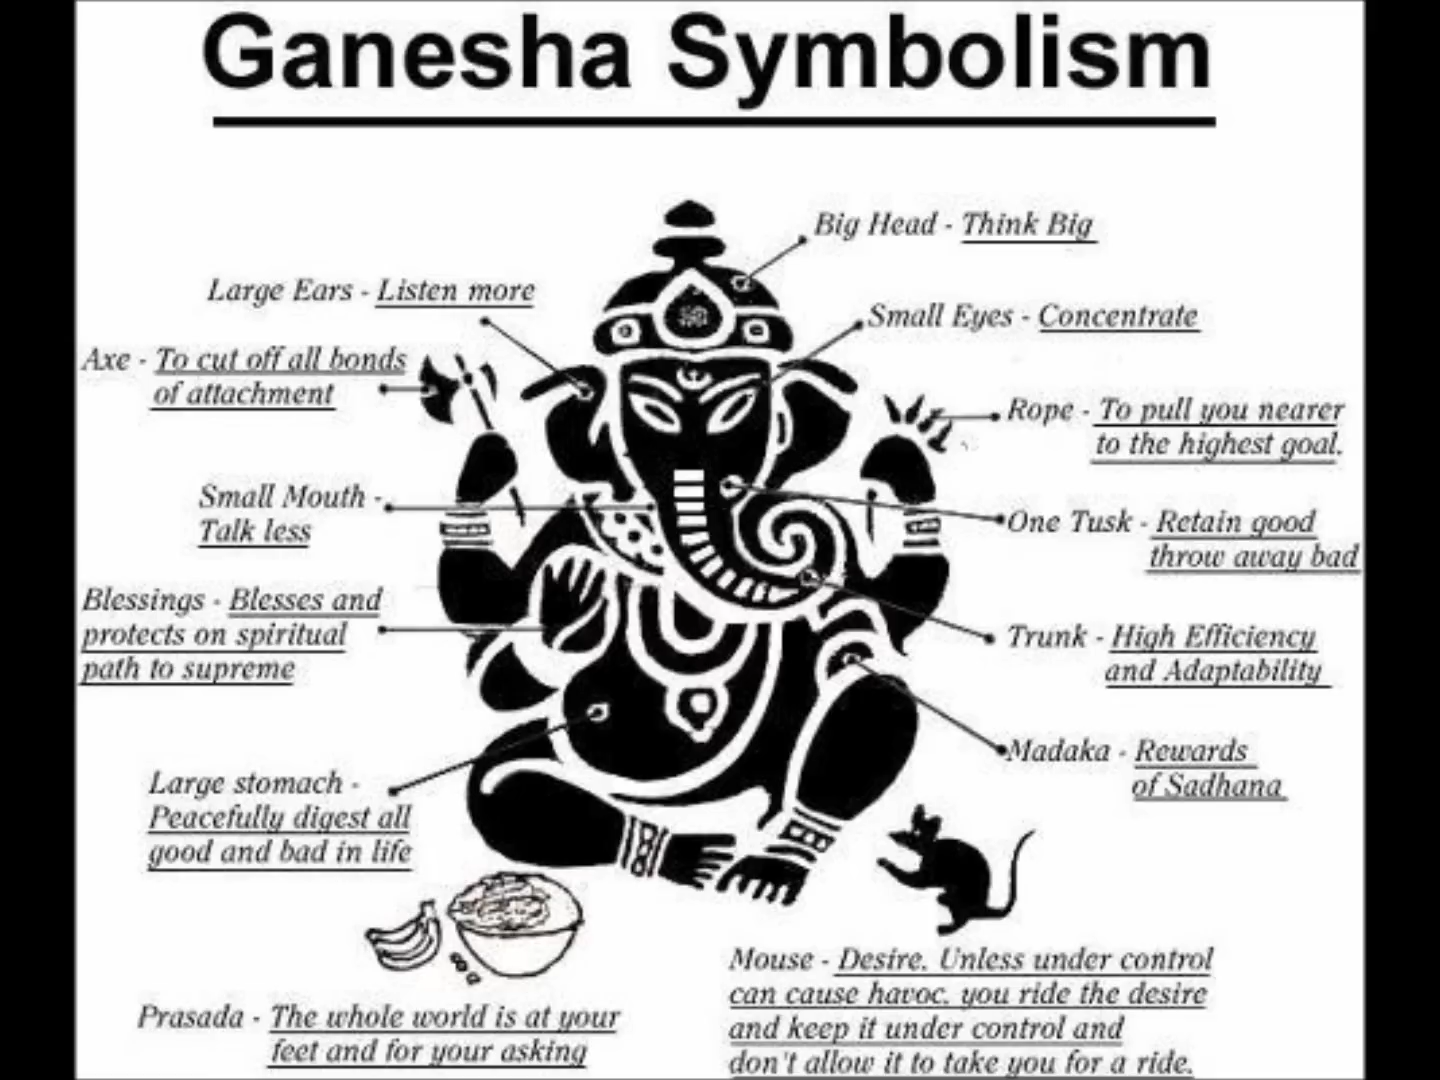 Ganesha Symbolism
Big Head - Think Big
Large Ears - Listen more
Small Eyes - Concentrate
Axe - To cut off all bonds
of attachment
Rope - To pull you nearer
to the highest goal.
Small Mouth -
Talk less
One Tusk - Retain good
throw away bad
Blessings - Blesses and
protects on spiritual
path to supreme
Trunk - High Efficiency
and Adaptability
Madaka - Rewards
of Sadhana
Large stomach -
Peacefully digest all
good and bad in life
Mouse - Desire. Unless under control
can cause havoc. you ride the desire
and keep it under control and
don't allow it to take you for a ride.
Prasada - The whole world is at your
feet and for your asking